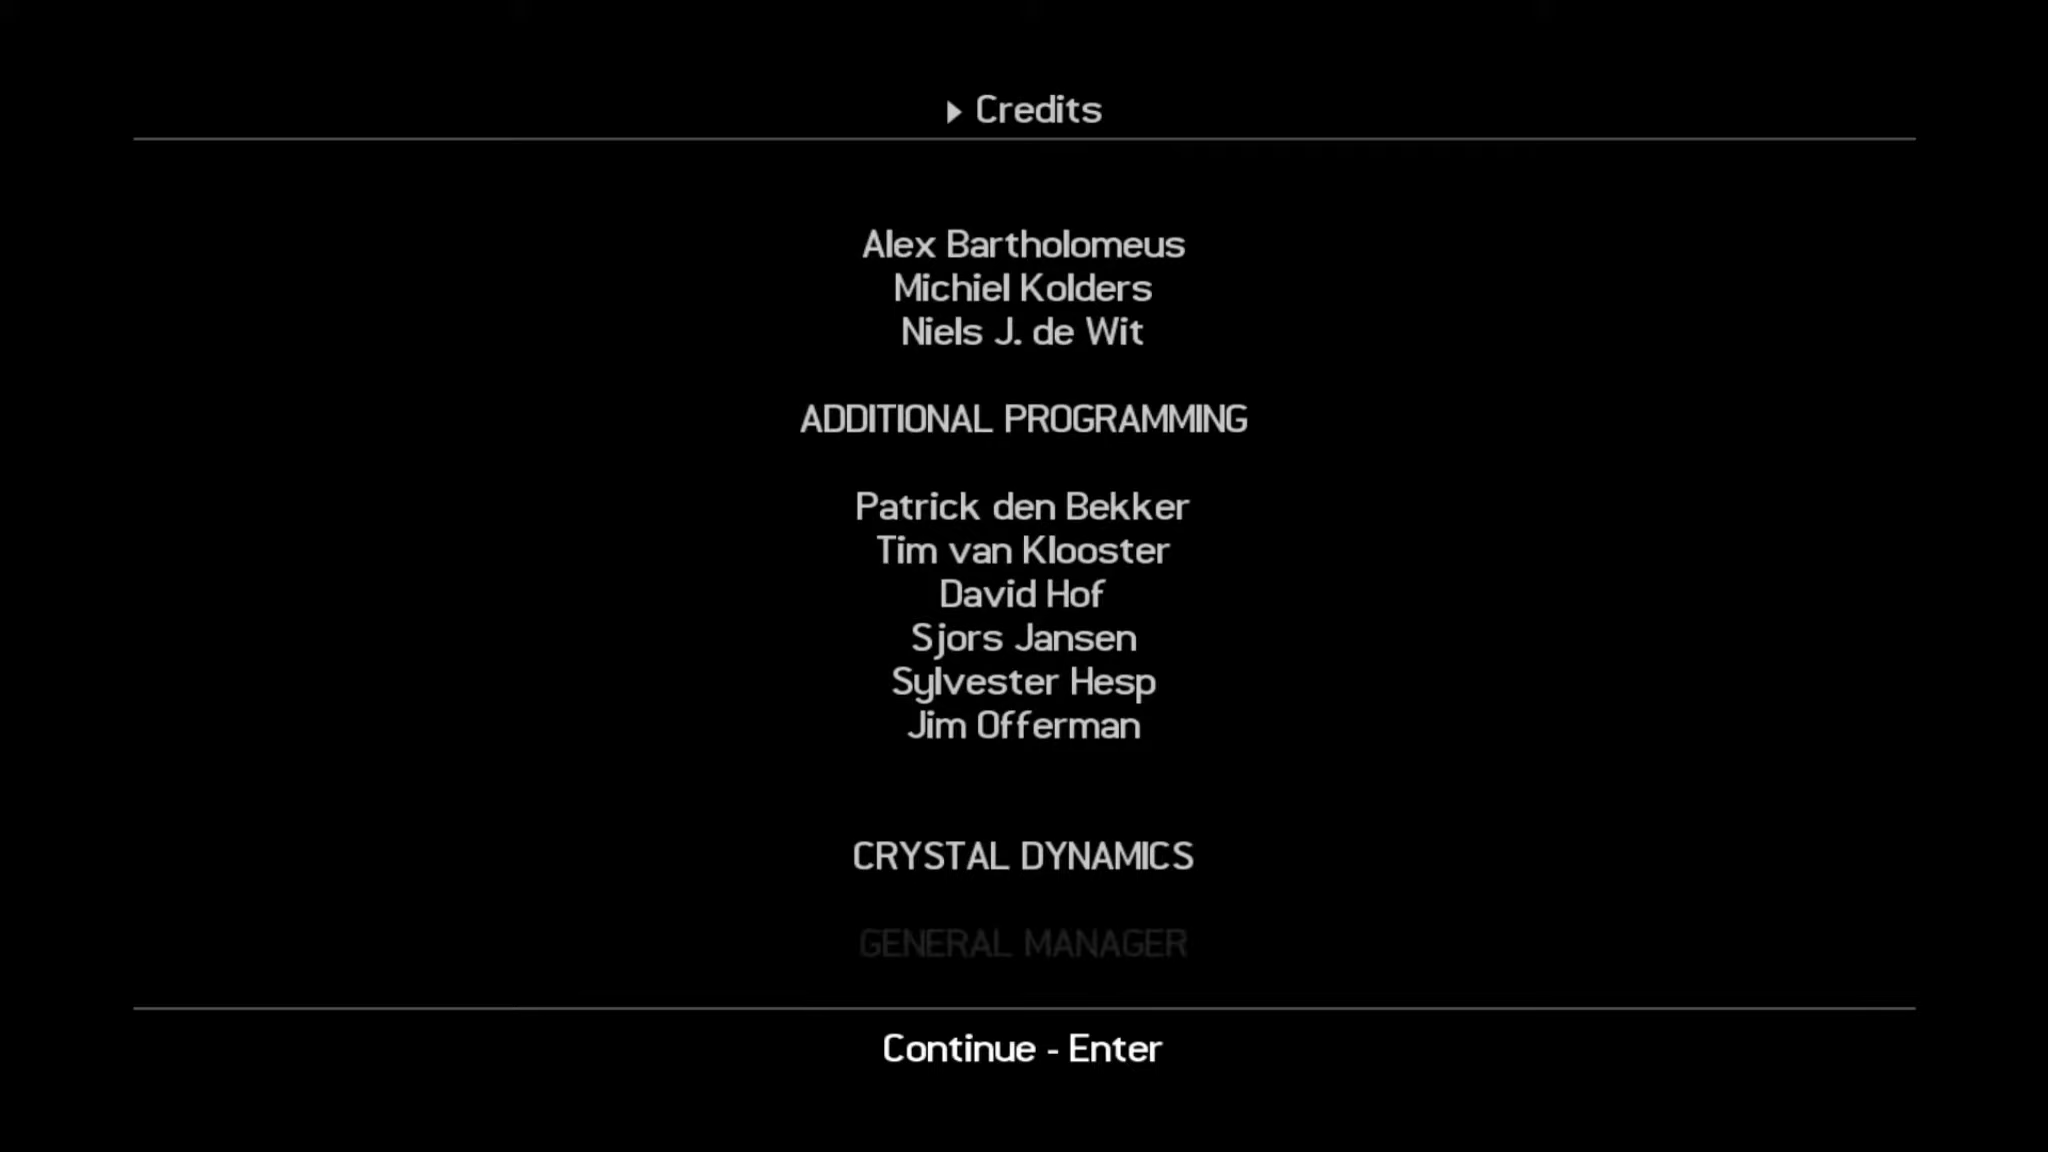 Credits
Alex Bartholomeus
Michiel Kolders
Niels J. de Wit
ADDITIONAL PROGRAMMING
Patrick den Bekker
Tim van Klooster
David Hof
Sjors Jansen
Sylvester Hesp
Jim Offerman
CRYSTAL DYNAMICS
GENERAL MANAGER
Continue - Enter